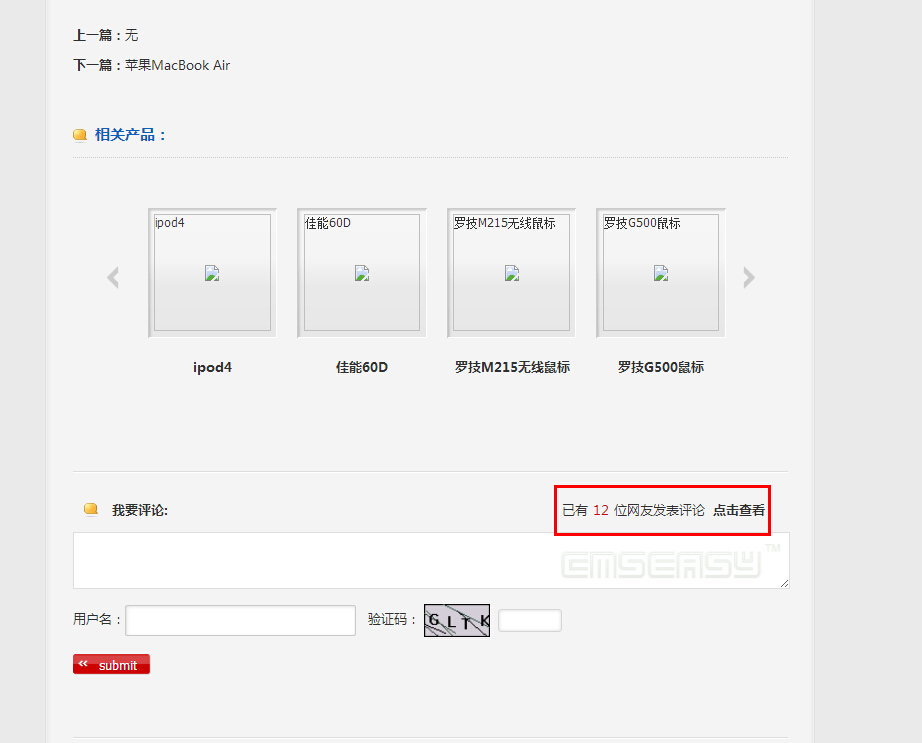 上一篇：无
下一篇：苹果MacBook Air
相关产品：
ipod4 佳能60D 罗技M215无线鼠标 罗技G500鼠标
ipod4 佳能60D 罗技M215无线鼠标 罗技G500鼠标
我要评论: 已有 12 位网友发表评论 点击查看
CMSEASY™
用户名： 验证码： GLTK
« submit